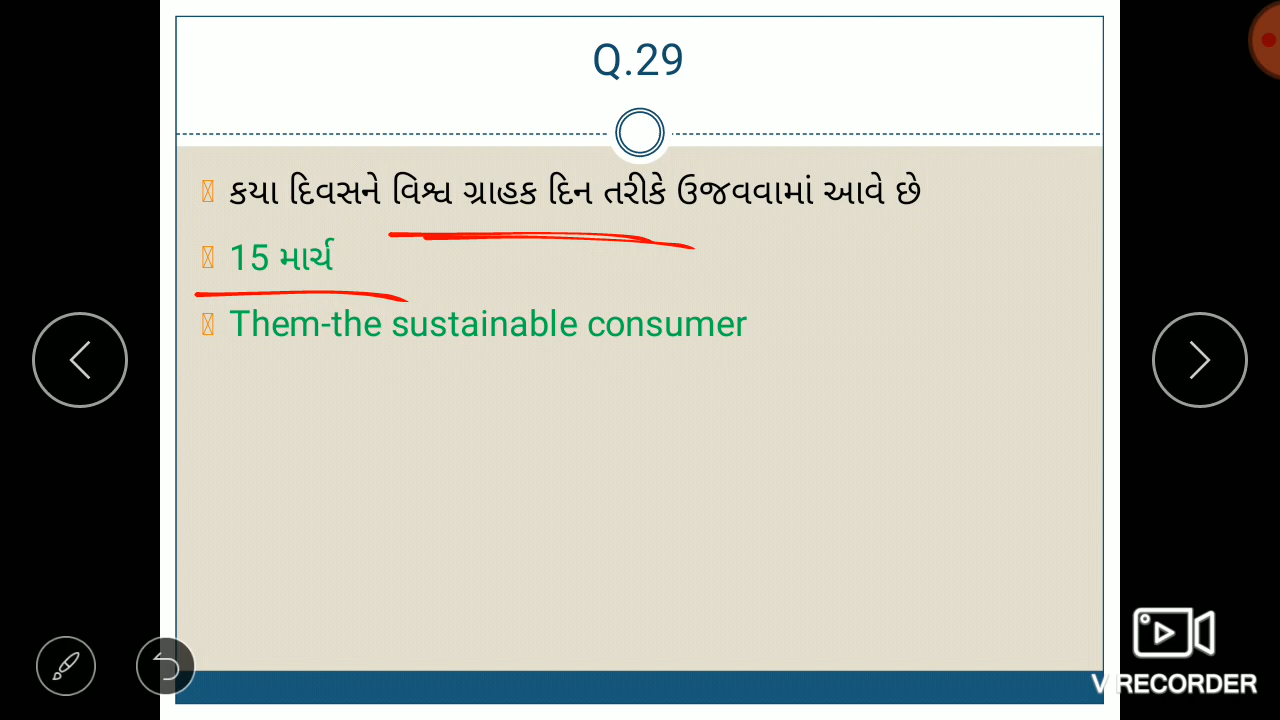 Q.29
કયા દિવસને વિશ્વ ગ્રાહક દિન તરીકે ઉજવવામાં આવે છે
15 માર્ચ
Them-the sustainable consumer
V RECORDER